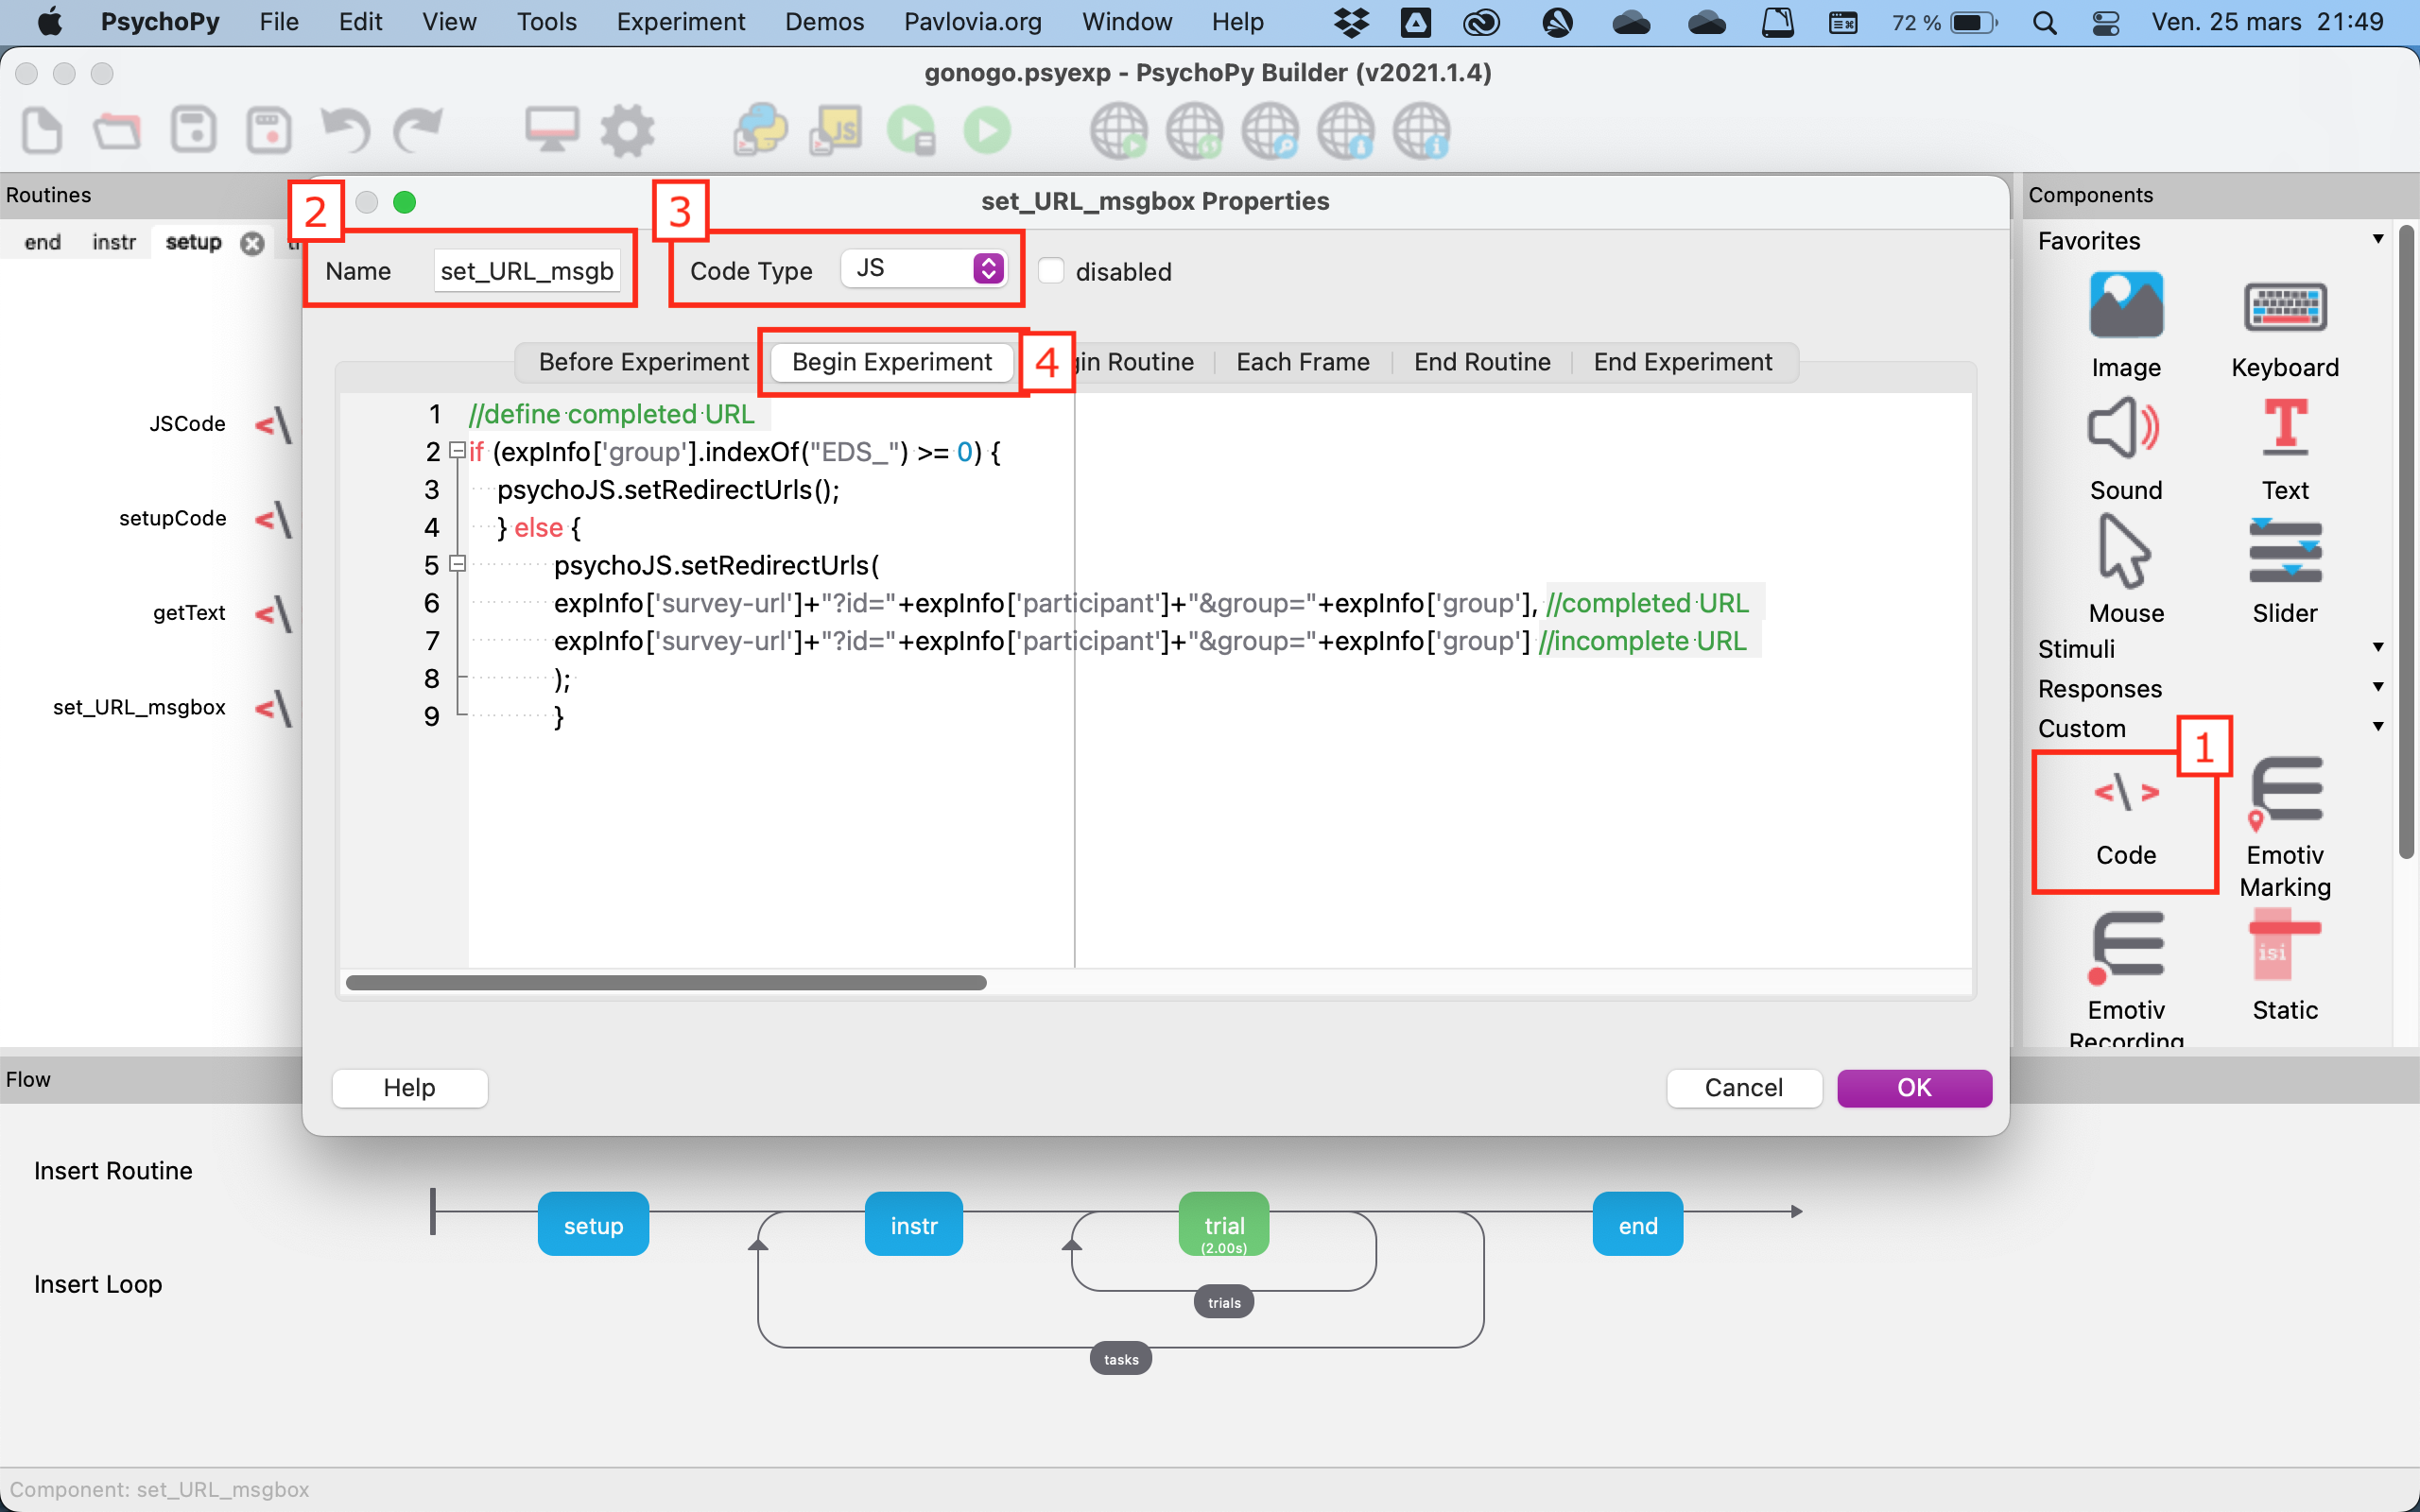 PsychoPy File Edit View Tools Experiment Demos Pavlovia.org Window Help 72 % Ven. 25 mars 21:49
gonogo.psyexp - PsychoPy Builder (v2021.1.4)
JS
Routines
Components
2
3
set_URL_msgbox Properties
end instr setup
Name set_URL_msgb
Code Type JS
disabled
Favorites
Before Experiment Begin Experiment 4 gin Routine Each Frame End Routine End Experiment
Image Keyboard
1 //define completed URL
2 if (expInfo['group'].indexOf("EDS_") >= 0) {
3 psychoJS.setRedirectUrls();
4 } else {
5 psychoJS.setRedirectUrls(
6 expInfo['survey-url']+"?id="+expInfo['participant']+"&group="+expInfo['group'], //completed URL
7 expInfo['survey-url']+"?id="+expInfo['participant']+"&group="+expInfo['group'] //incomplete URL
8 );
9 }
JSCode
setupCode
getText
set_URL_msgbox
Sound Text
Mouse Slider
Stimuli
Responses
Custom
1
Code Emotiv
Marking
isi
Emotiv Static
Recording
Help Cancel OK
Flow
Insert Routine
Insert Loop
setup instr trial end
(2.00s)
trials
tasks
Component: set_URL_msgbox